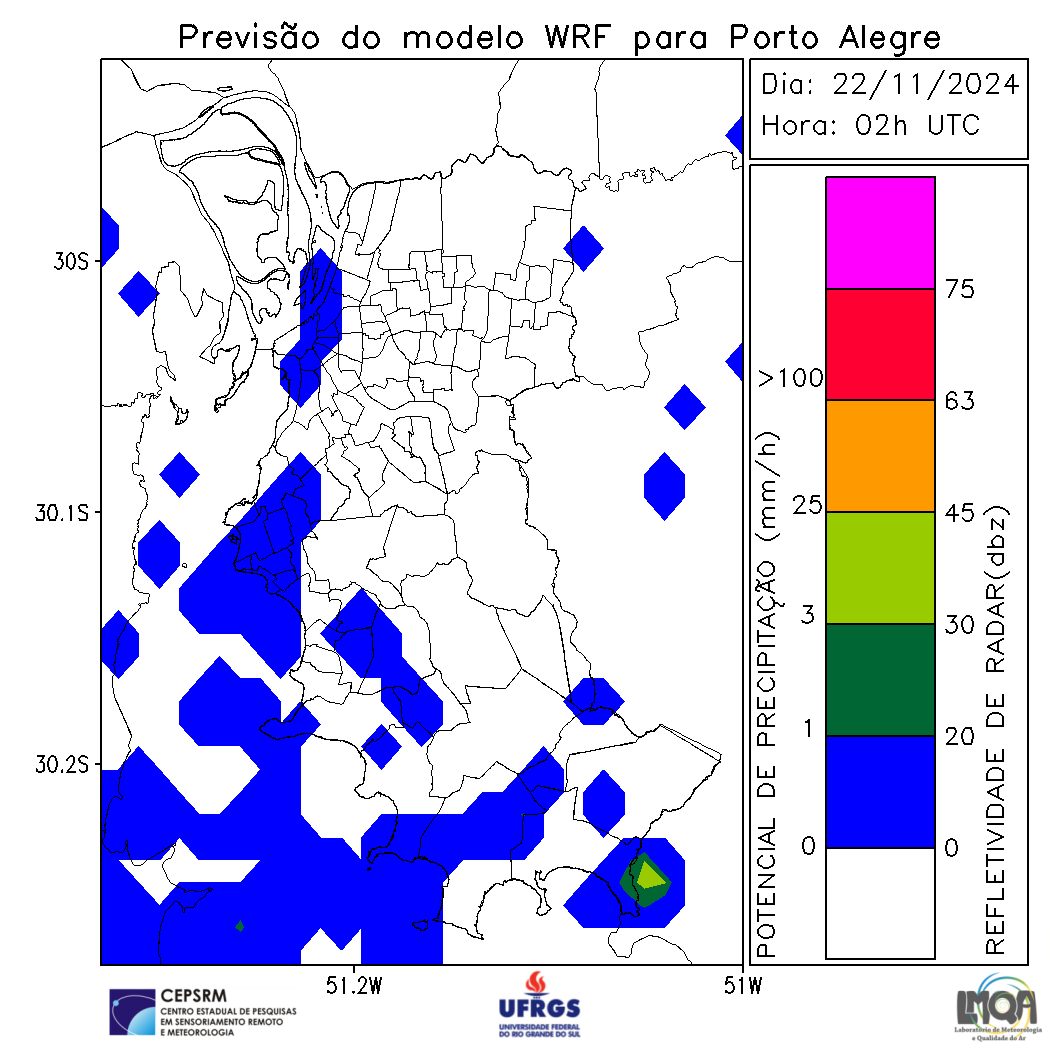 Previsão do modelo WRF para Porto Alegre
Dia: 22/11/2024
Hora: 02h UTC
30S
30.1S
30.2S
51.2W
51W
POTENCIAL DE PRECIPITAÇÃO (mm/h)
>100
25
3
1
0
75
63
45
30
20
0
REFLETIVIDADE DE RADAR(dbz)
CEPSRM
CENTRO ESTADUAL DE PESQUISAS
EM SENSORIAMENTO REMOTO
E METEOROLOGIA
UFRGS
UNIVERSIDADE FEDERAL
DO RIO GRANDE DO SUL
LMQA
Laboratório de Meteorologia
e Qualidade do Ar